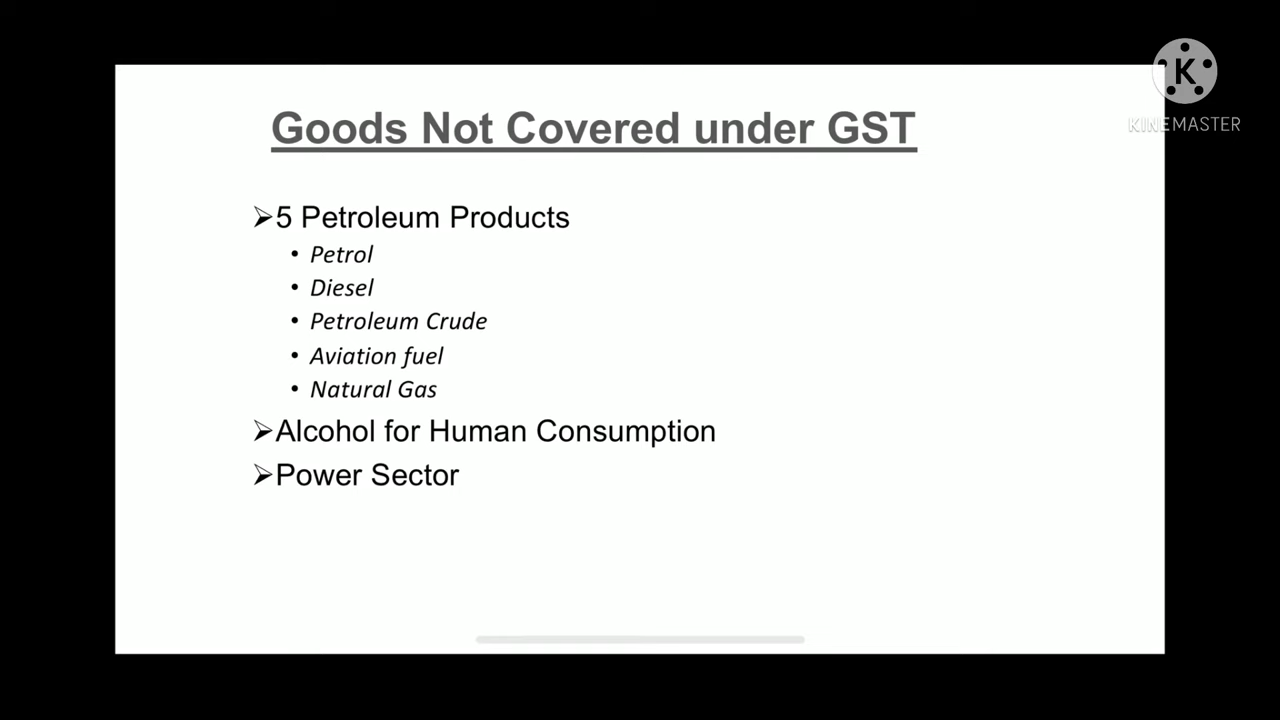 K
KINEMASTER
Goods Not Covered under GST
➢5 Petroleum Products
• Petrol
• Diesel
• Petroleum Crude
• Aviation fuel
• Natural Gas
➢Alcohol for Human Consumption
➢Power Sector